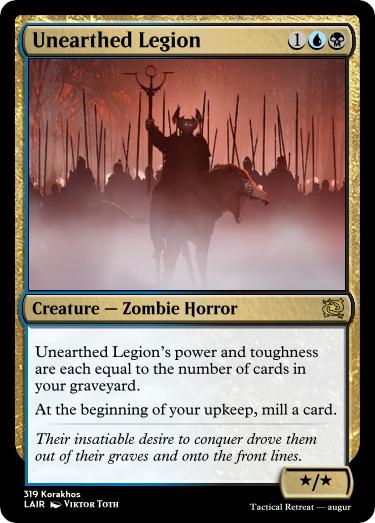 Unearthed Legion 1
Creature — Zombie Horror
Unearthed Legion's power and toughness
are each equal to the number of cards in
your graveyard.
At the beginning of your upkeep, mill a card.
Their insatiable desire to conquer drove them
out of their graves and onto the front lines.
★/★
319 Korakhos
LAIR Viktor Toth
Tactical Retreat — augur